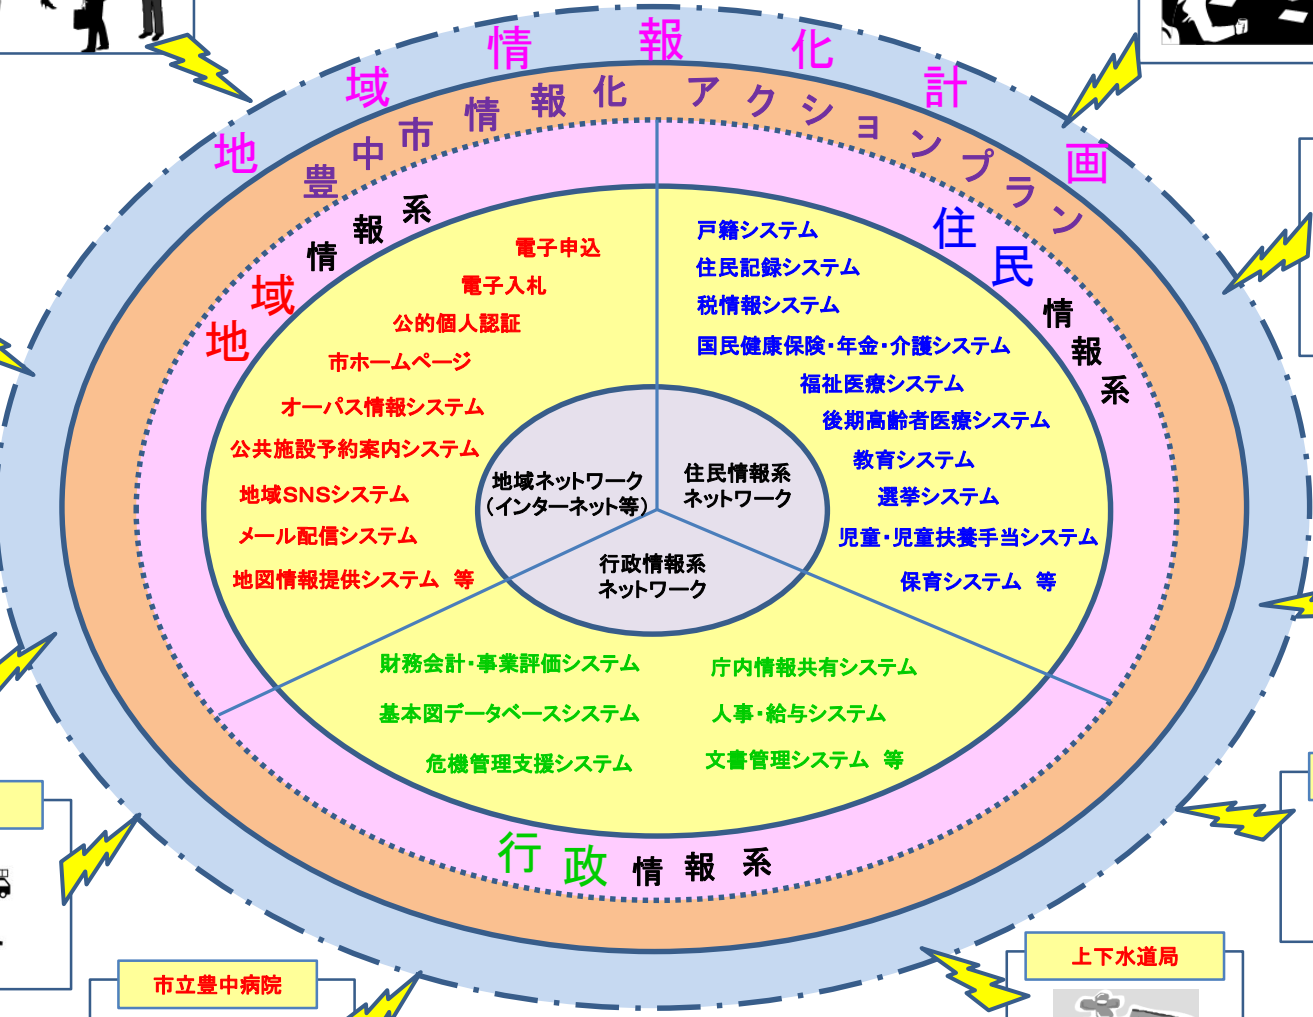 地域情報化計画
豊中市情報化アクションプラン
地域情報系
電子申込
電子入札
公的個人認証
市ホームページ
オーパス情報システム
公共施設予約案内システム
地域SNSシステム
メール配信システム
地図情報提供システム 等
住民情報系
戸籍システム
住民記録システム
税情報システム
国民健康保険・年金・介護システム
福祉医療システム
後期高齢者医療システム
教育システム
選挙システム
児童・児童扶養手当システム
保育システム 等
地域ネットワーク
(インターネット等)
住民情報系
ネットワーク
行政情報系
ネットワーク
財務会計・事業評価システム
基本図データベースシステム
危機管理支援システム
庁内情報共有システム
人事・給与システム
文書管理システム 等
行政情報系
市立豊中病院
上下水道局